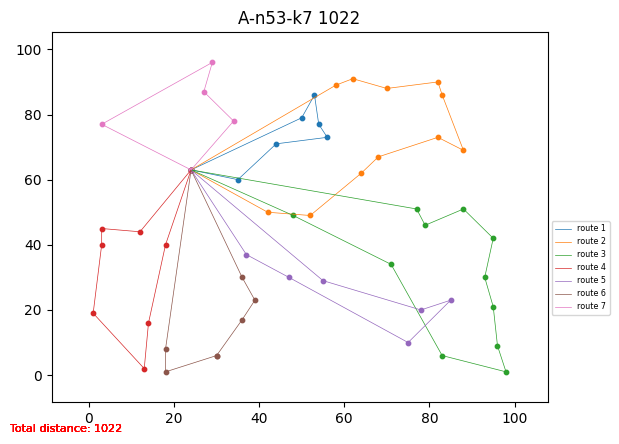 A-n53-k7 1022
100
80
60
40
20
0
0 20 40 60 80 100
route 1
route 2
route 3
route 4
route 5
route 6
route 7
Total distance: 1022